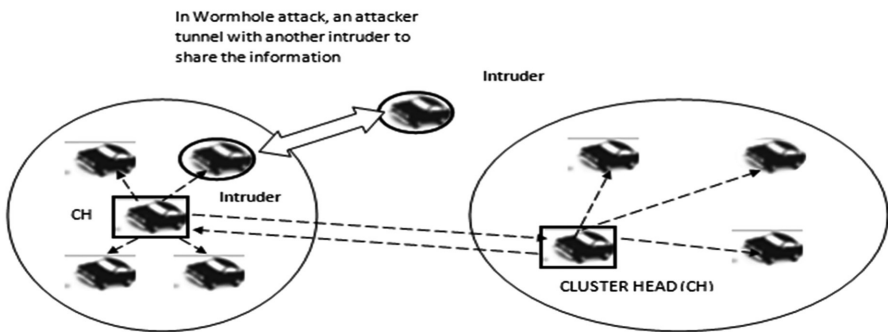 In Wormhole attack, an attacker
tunnel with another intruder to
share the information
Intruder
Intruder
CH
CLUSTER HEAD (CH)